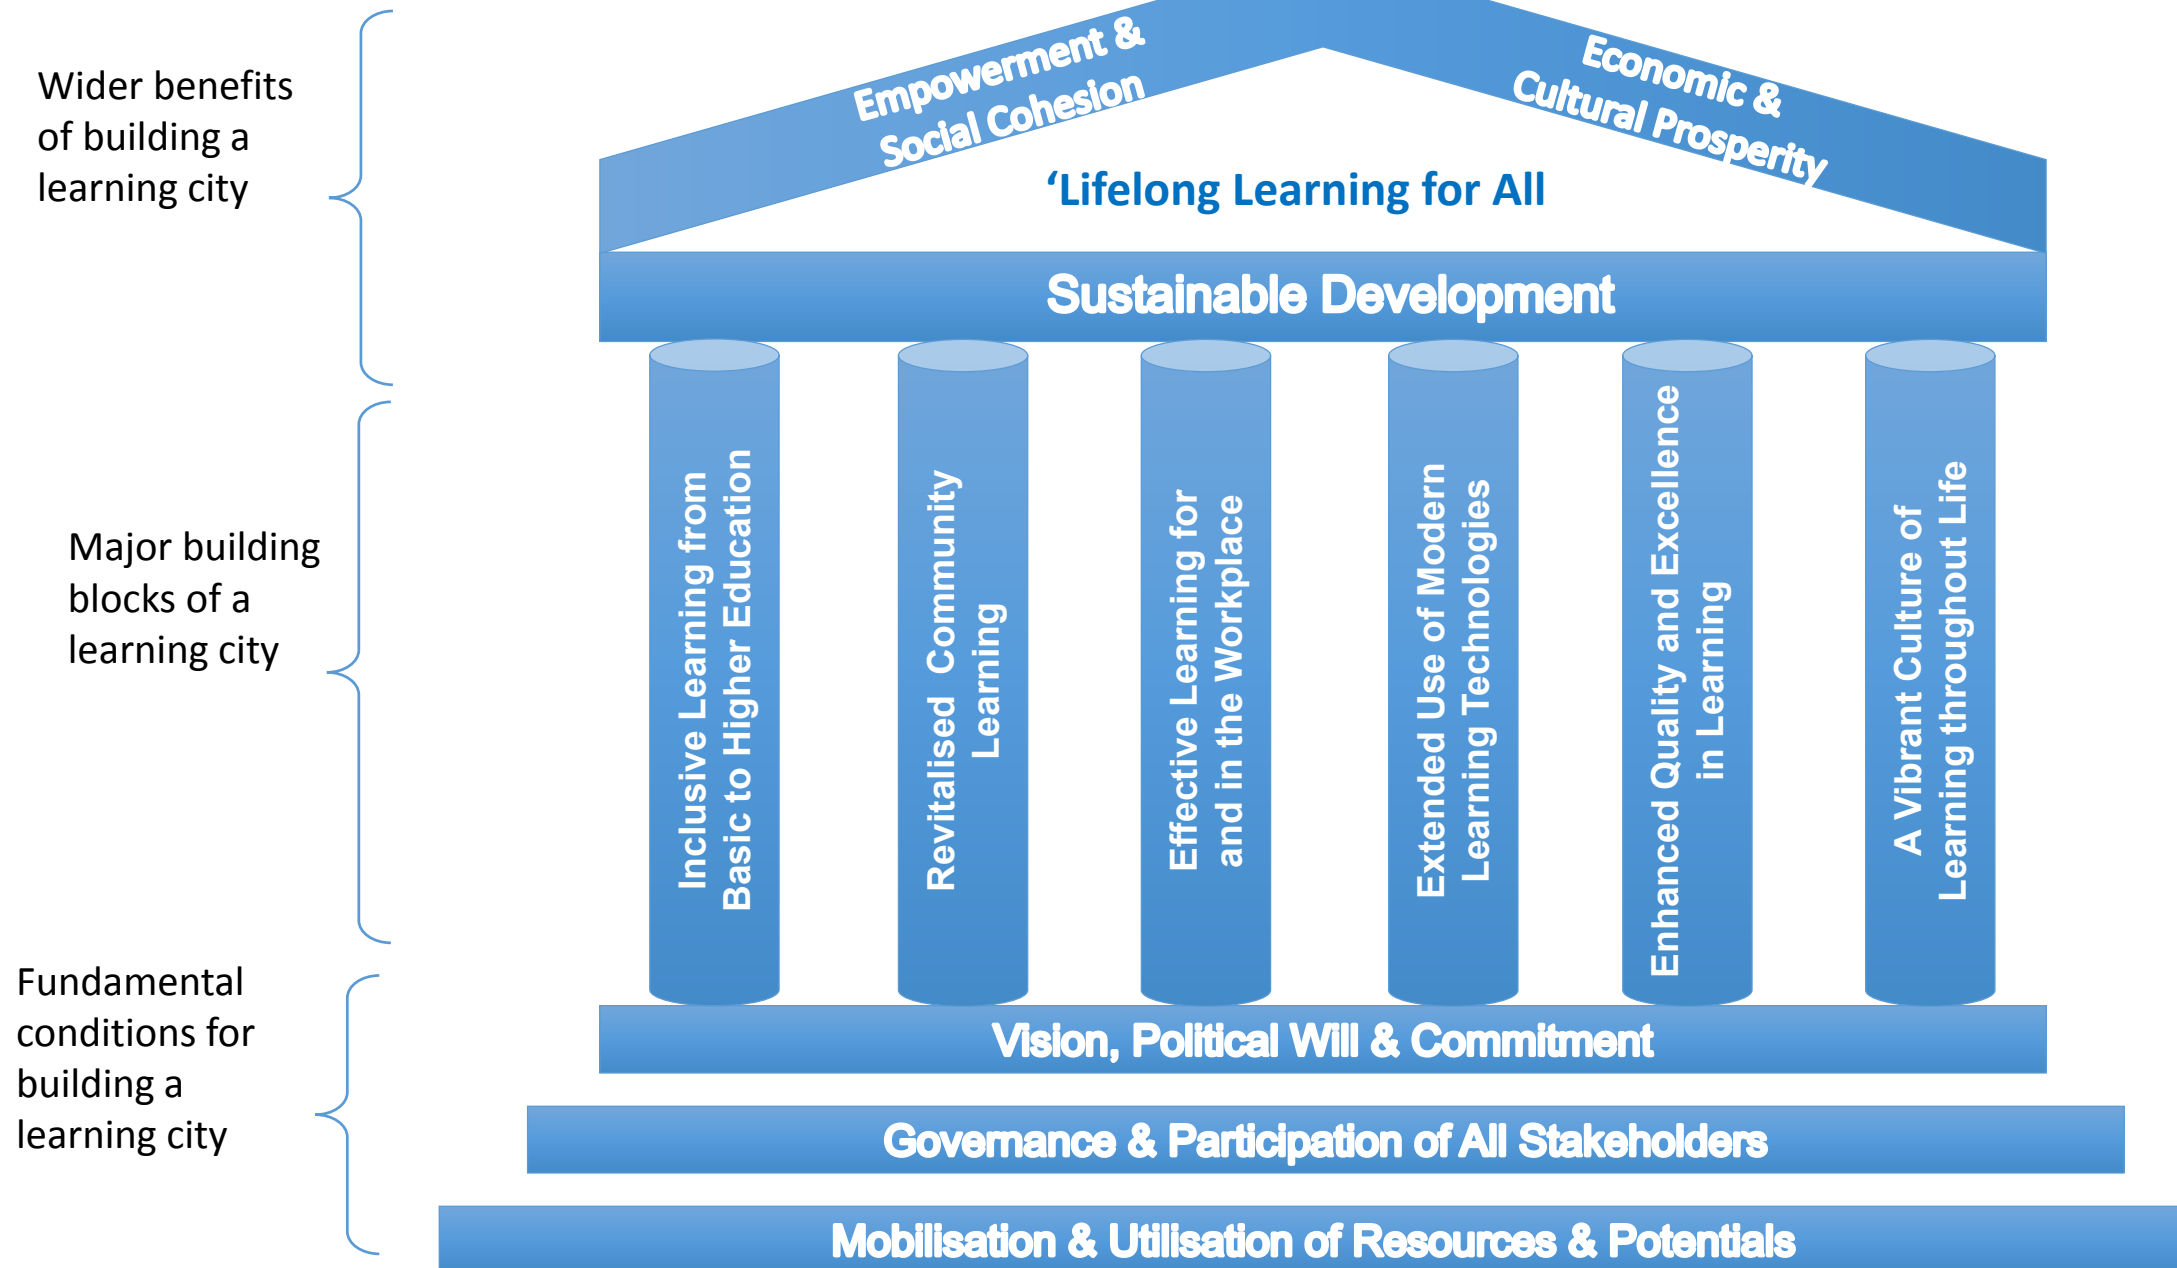 Wider benefits
of building a
learning city
Empowerment &
Social Cohesion
Economic &
Cultural Prosperity
‘Lifelong Learning for All
Sustainable Development
Major building
blocks of a
learning city
Inclusive Learning from
Basic to Higher Education
Revitalised Community
Learning
Effective Learning for
and in the Workplace
Extended Use of Modern
Learning Technologies
Enhanced Quality and Excellence
in Learning
A Vibrant Culture of
Learning throughout Life
Fundamental
conditions for
building a
learning city
Vision, Political Will & Commitment
Governance & Participation of All Stakeholders
Mobilisation & Utilisation of Resources & Potentials